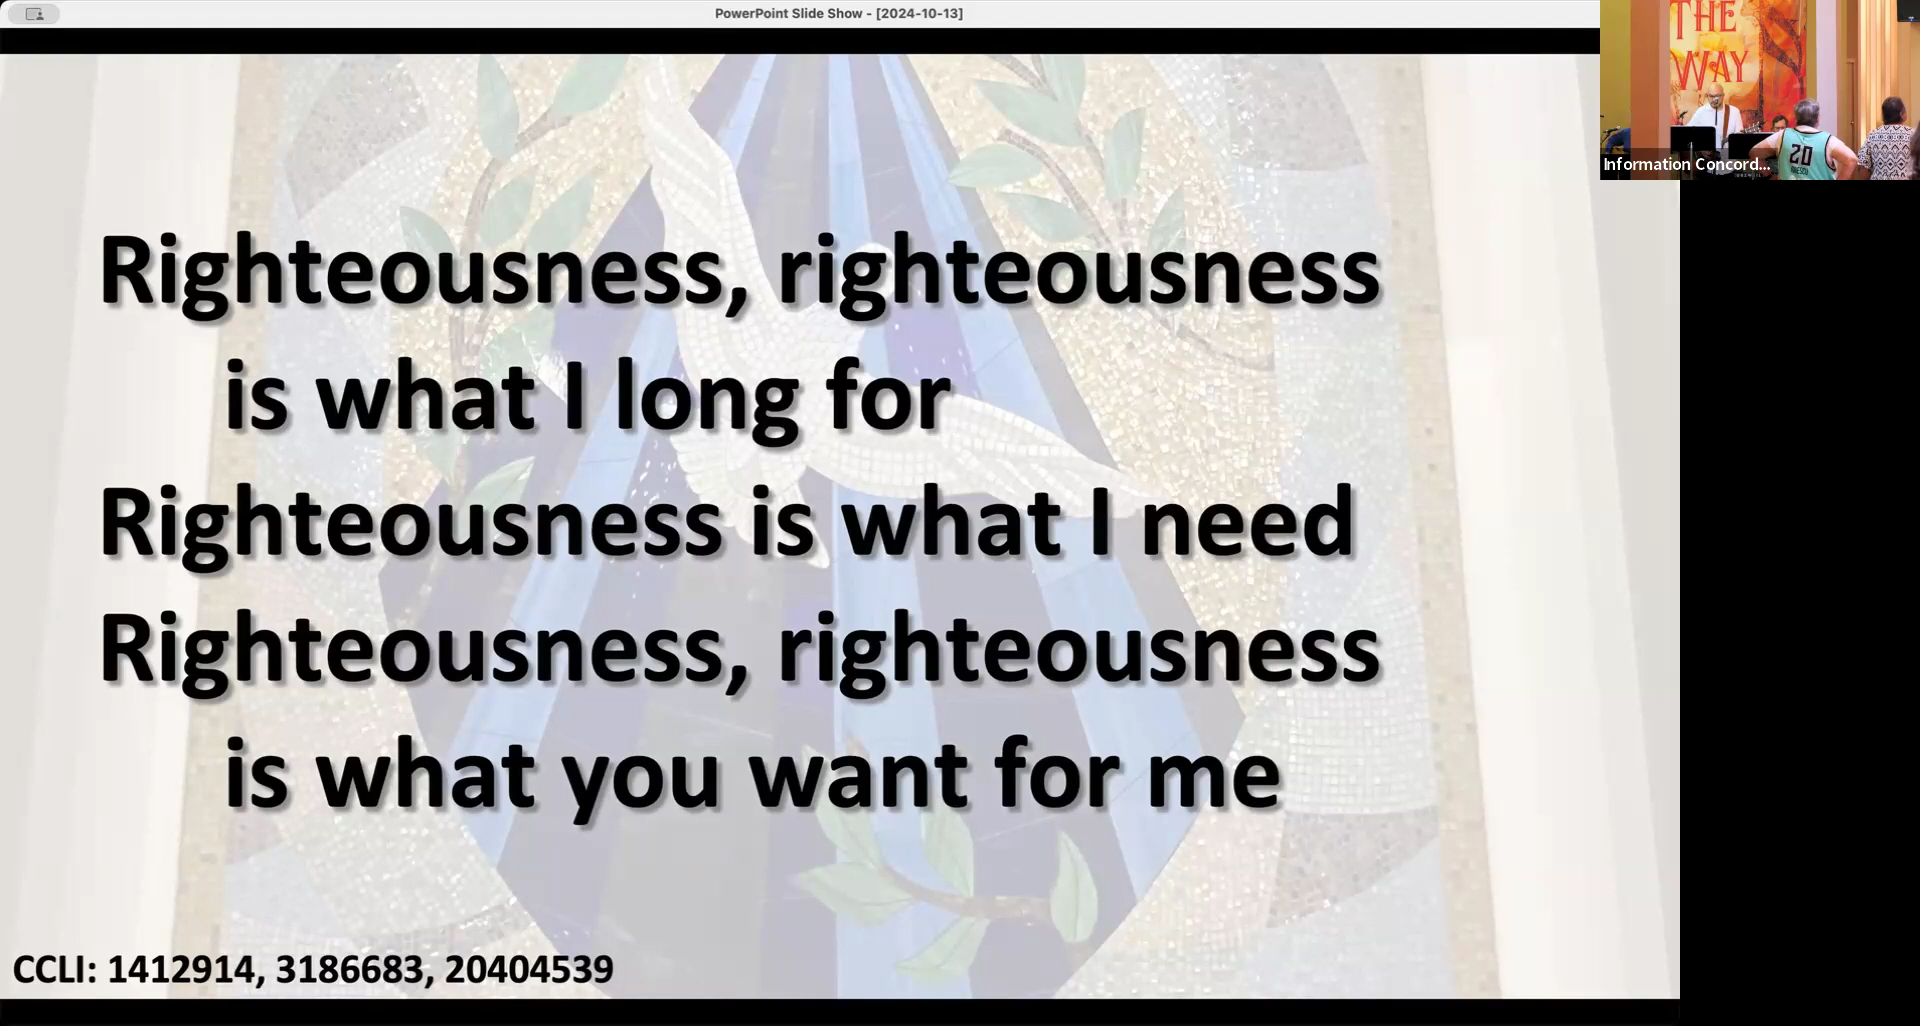 PowerPoint Slide Show - [2024-10-13]
THE
WAY
20
Information Concord...
Righteousness, righteousness
is what I long for
Righteousness is what I need
Righteousness, righteousness
is what you want for me
CCLI: 1412914, 3186683, 20404539